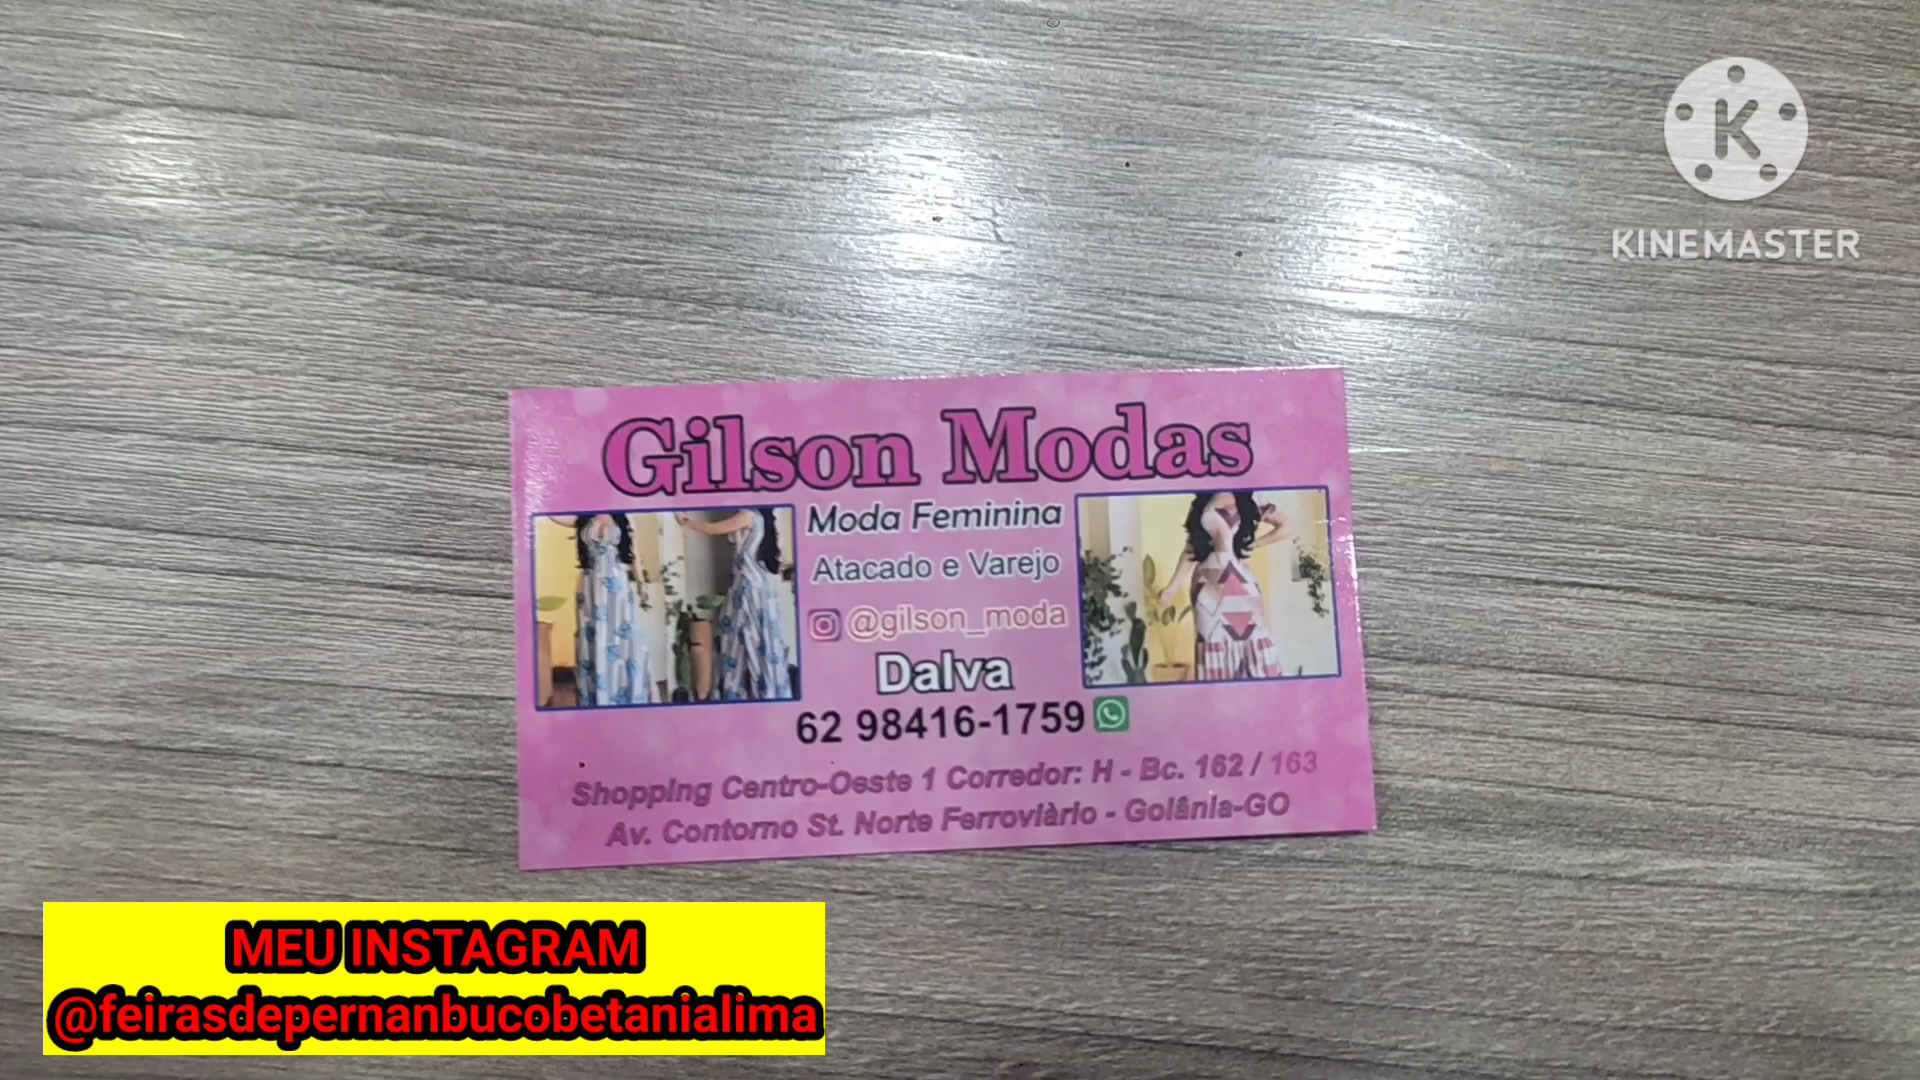 K
KINEMASTER
Gilson Modas
Moda Feminina
Atacado e Varejo
@gilson_moda
Dalva
62 98416-1759
Shopping Centro-Oeste 1 Corredor: H - Bc. 162 / 163
Av. Contorno St. Norte Ferroviàrio - Goiânia-GO
MEU INSTAGRAM
@feirasdepernanbucobetanialima